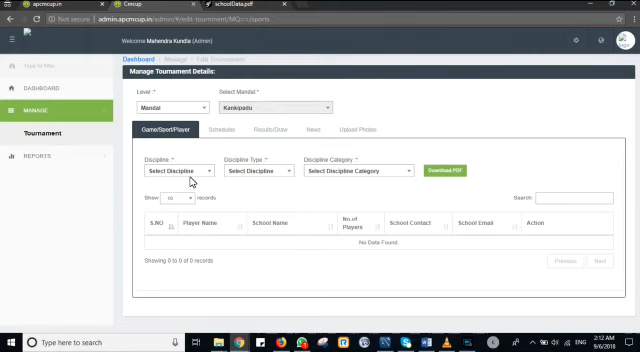 apcmcup.in
Cmcup
schoolData.pdf
Not secure admin.apcmcup.in/admin/#/edit-tournment/MQ==/sports
Welcome Mahendra Kundla (Admin)
Type to filter
DASHBOARD
MANAGE
Tournament
REPORTS
Dashboard Manage Edit Tournament
Manage Tournament Details:
Level: *
Select Mandal: *
Mandal
Kankipadu
Game/Sport/Player
Schedules
Results/Draw
News
Upload Photos
Discipline: *
Discipline Type: *
Discipline Category: *
Select Discipline
Select Discipline
Select Discipline Category
Download PDF
Show 10 records
Search:
S.NO
Player Name
School Name
No.of
Players
School Contact
School Email
Action
No Data Found.
Showing 0 to 0 of 0 records
Previous
Next
Type here to search
ENG
2:12 AM
9/6/2018